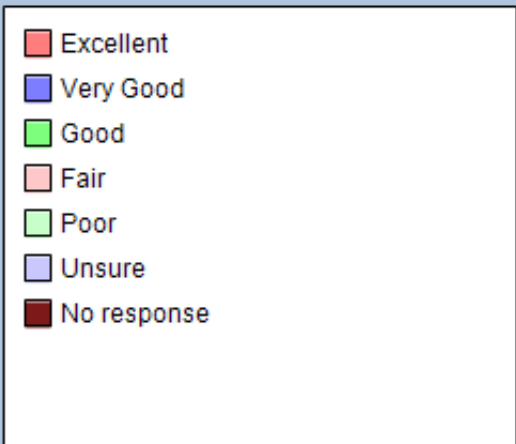 Excellent
Very Good
Good
Fair
Poor
Unsure
No response